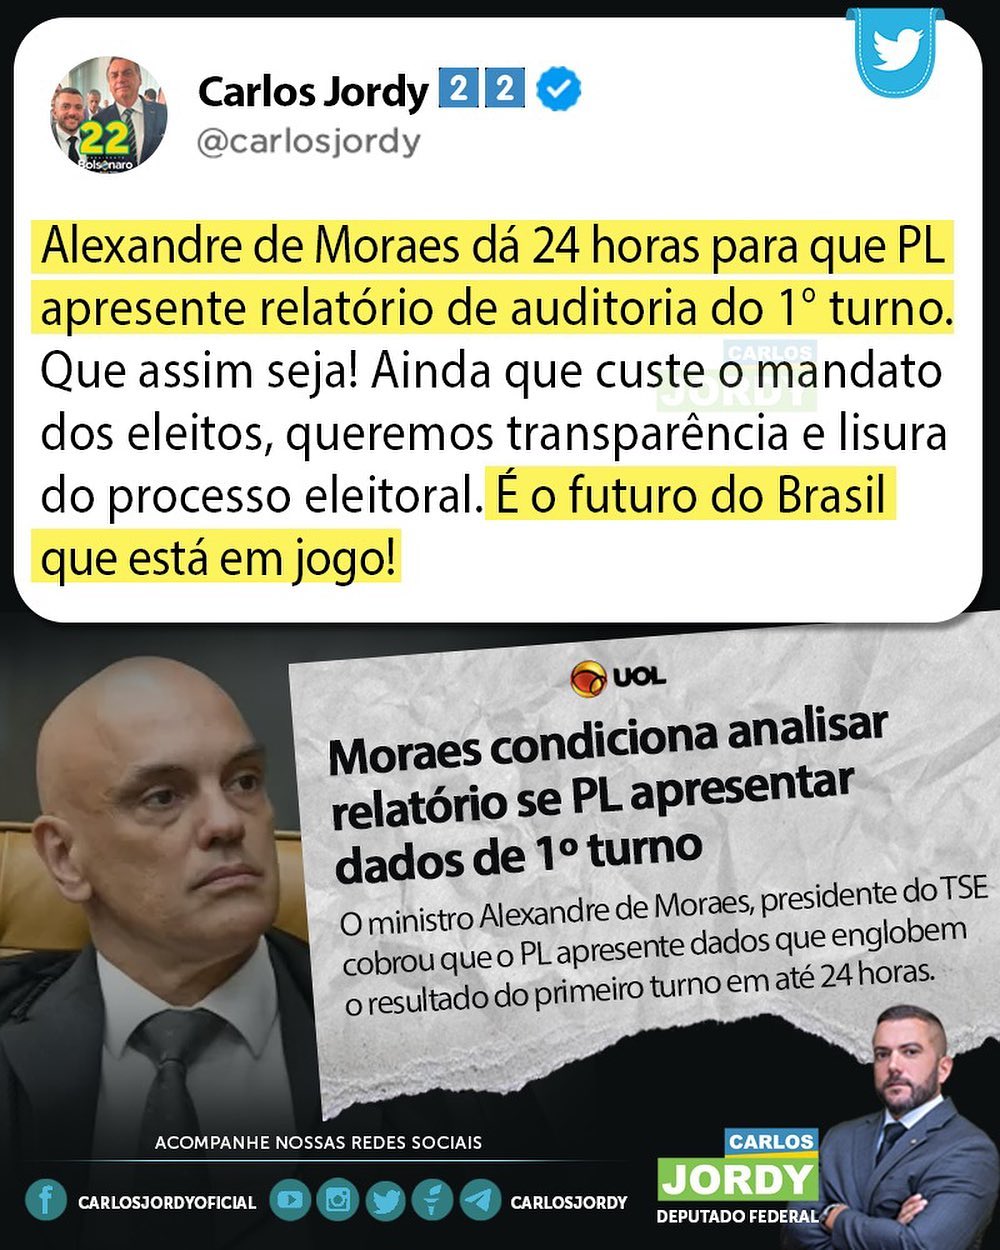 Carlos Jordy 2 2
@carlosjordy
22
Bolsonaro
Alexandre de Moraes dá 24 horas para que PL
apresente relatório de auditoria do 1° turno.
Que assim seja! Ainda que custe o mandato
dos eleitos, queremos transparência e lisura
do processo eleitoral. É o futuro do Brasil
que está em jogo!
CARLOS
JORDY
UOL
Moraes condiciona analisar
relatório se PL apresentar
dados de 1º turno
O ministro Alexandre de Moraes, presidente do TSE
cobrou que o PL apresente dados que englobem
o resultado do primeiro turno em até 24 horas.
ACOMPANHE NOSSAS REDES SOCIAIS
CARLOSJORDYOFICIAL
CARLOSJORDY
CARLOS
JORDY
DEPUTADO FEDERAL